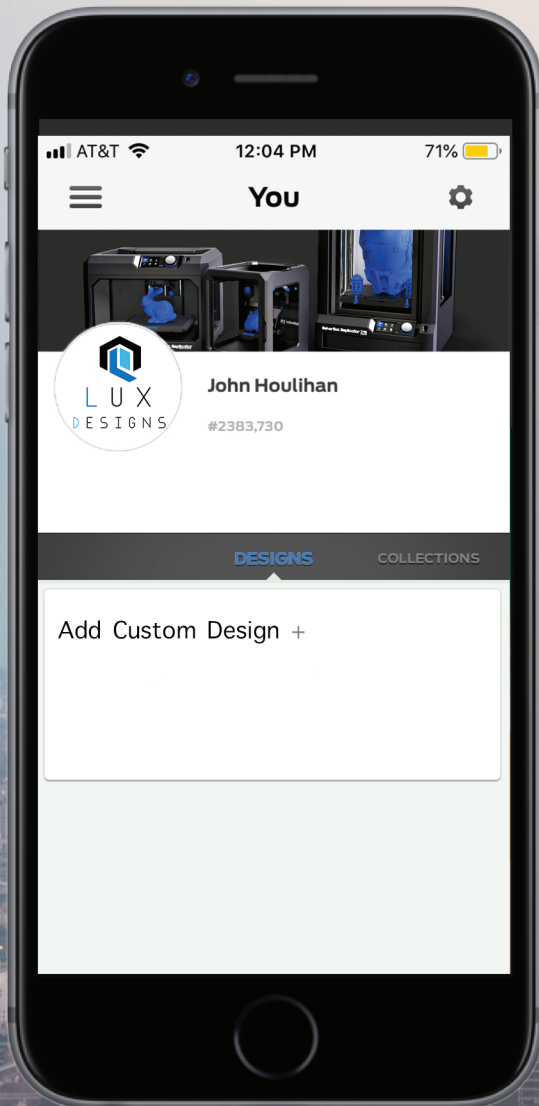 AT&T 12:04 PM 71%
You
John Houlihan
#2383,730
LUX
DESIGNS
DESIGNS COLLECTIONS
Add Custom Design +